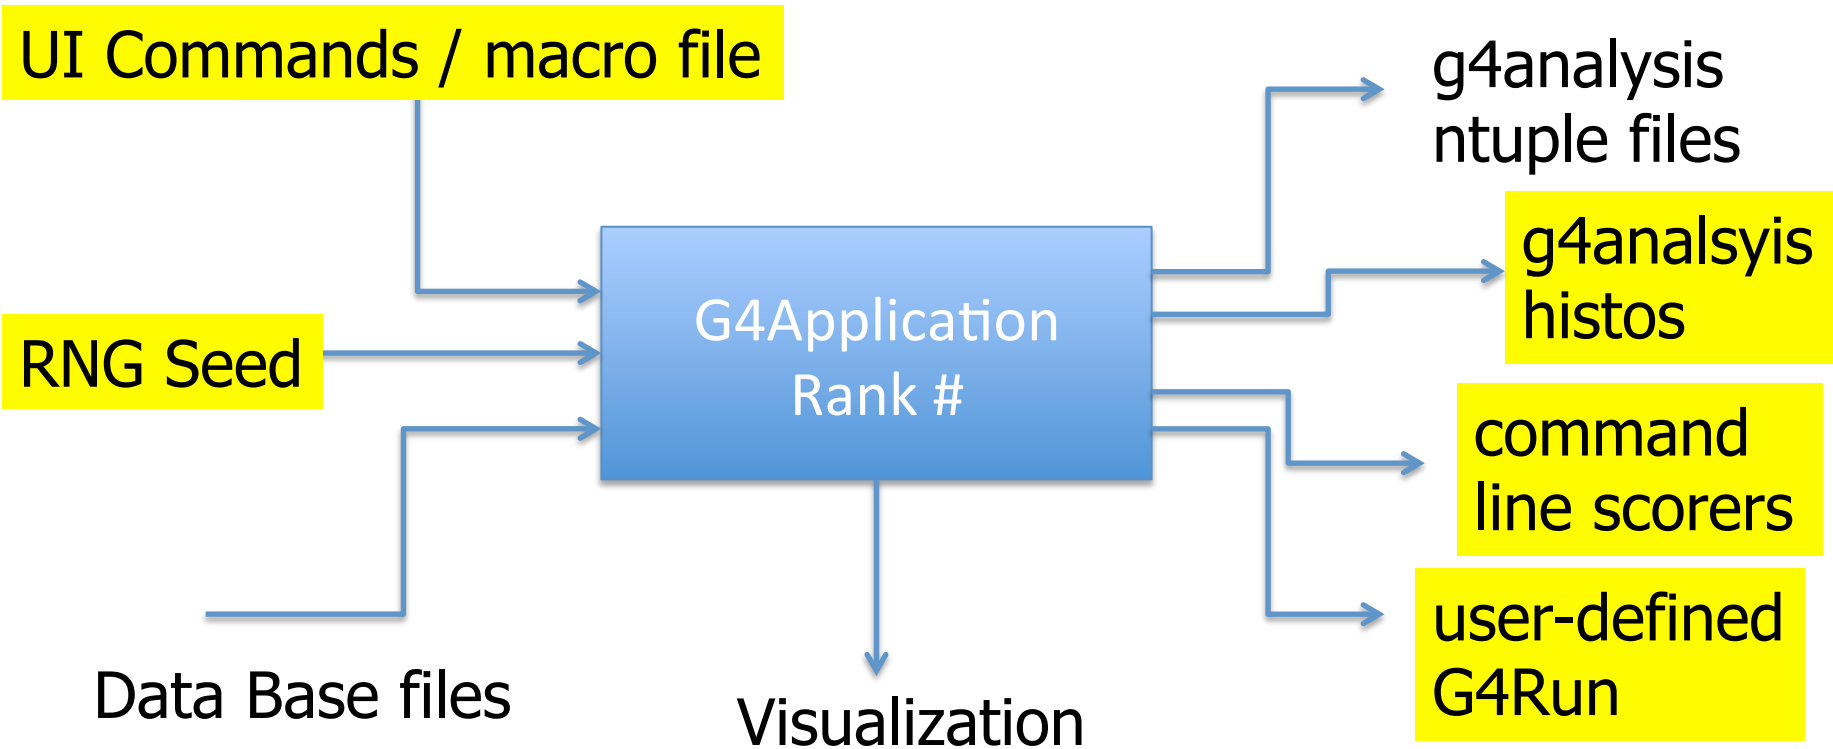 UI Commands / macro file
RNG Seed
Data Base files
G4Application
Rank #
Visualization
g4analysis
ntuple files
g4analsyis
histos
command
line scorers
user-defined
G4Run